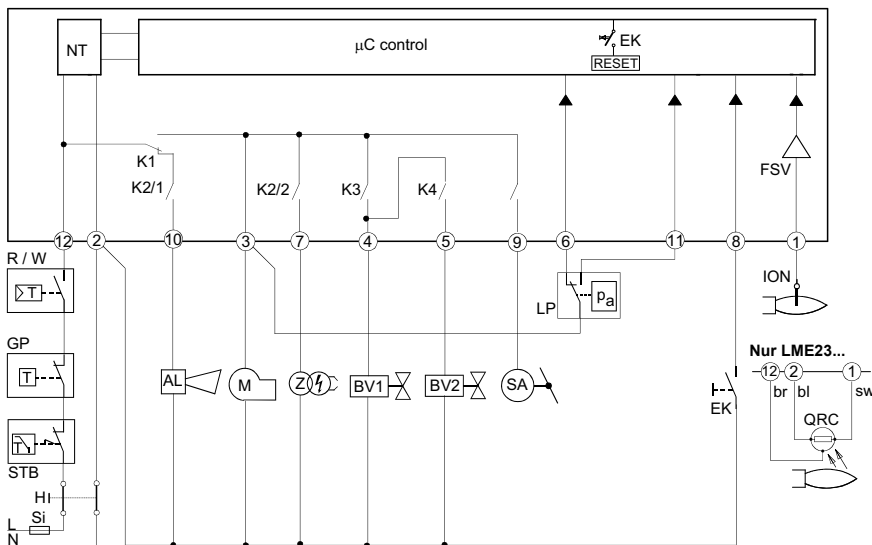 NT
µC control
EK
RESET
FSV
K1
K2/1
K2/2
K3
K4
12
2
10
3
7
4
5
9
6
11
8
1
R / W
T
GP
T
STB
T
H
Si
L
N
AL
M
Z
BV1
BV2
SA
LP
pa
EK
ION
Nur LME23...
12
2
1
br
bl
sw
QRC